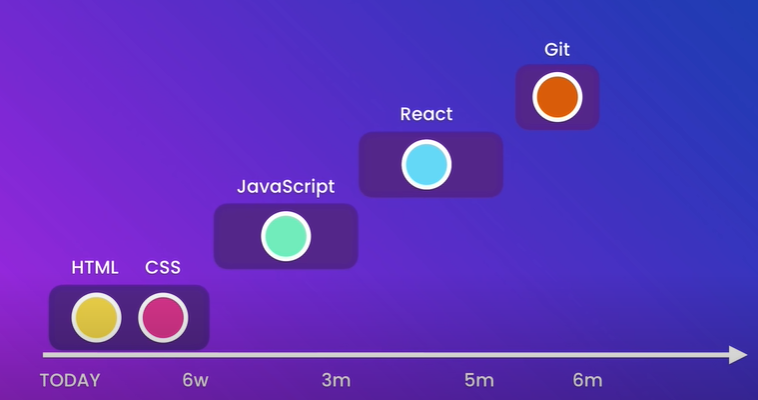 Git
React
JavaScript
HTML CSS
TODAY 6w 3m 5m 6m